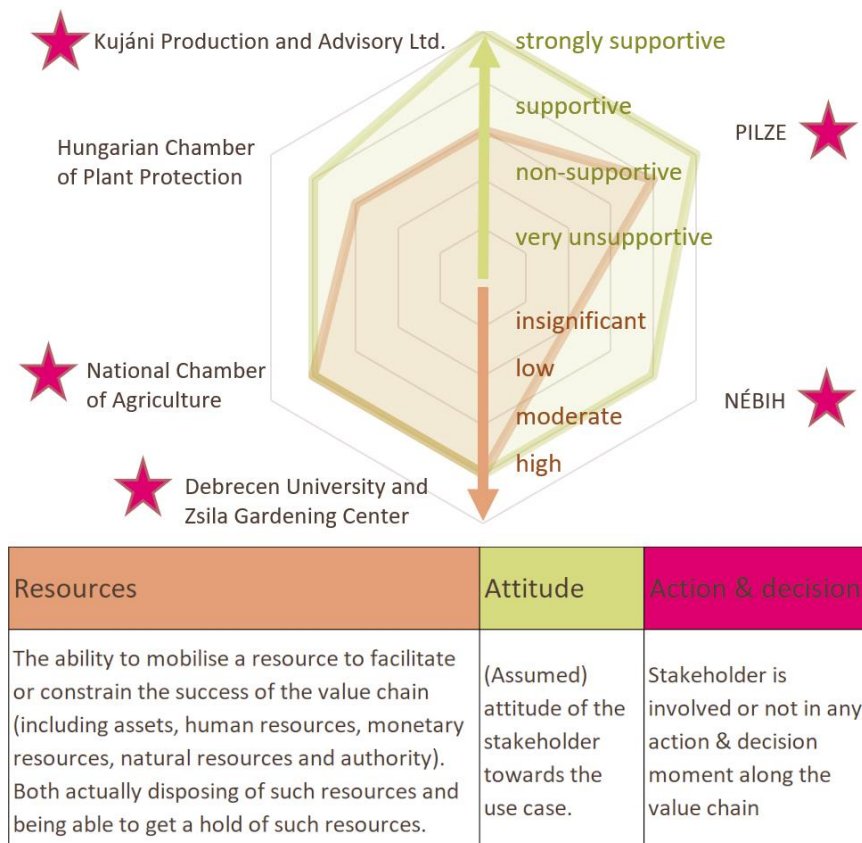 Kujáni Production and Advisory Ltd.
strongly supportive
supportive
PILZE
Hungarian Chamber
of Plant Protection
non-supportive
very unsupportive
insignificant
National Chamber
of Agriculture
low
NÉBIH
moderate
high
Debrecen University and
Zsila Gardening Center
Resources
Attitude
Action & decision
The ability to mobilise a resource to facilitate
or constrain the success of the value chain
(including assets, human resources, monetary
resources, natural resources and authority).
Both actually disposing of such resources and
being able to get a hold of such resources.
(Assumed)
attitude of the
stakeholder
towards the
use case.
Stakeholder is
involved or not in any
action & decision
moment along the
value chain